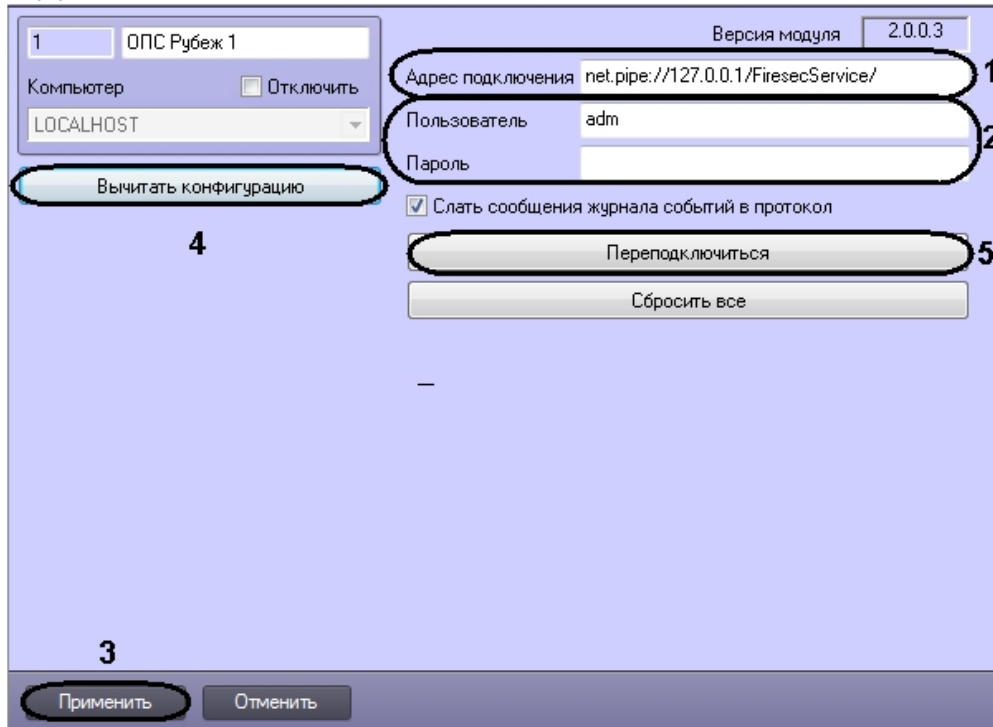 1 ОПС Рубеж 1
Компьютер Отключить
LOCALHOST
Вычитать конфигурацию
4
Версия модуля 2.0.0.3
Адрес подключения net.pipe://127.0.0.1/FiresecService/ 1
Пользователь adm
2
Пароль
Слать сообщения журнала событий в протокол
Переподключиться 5
Сбросить все
3
Применить Отменить